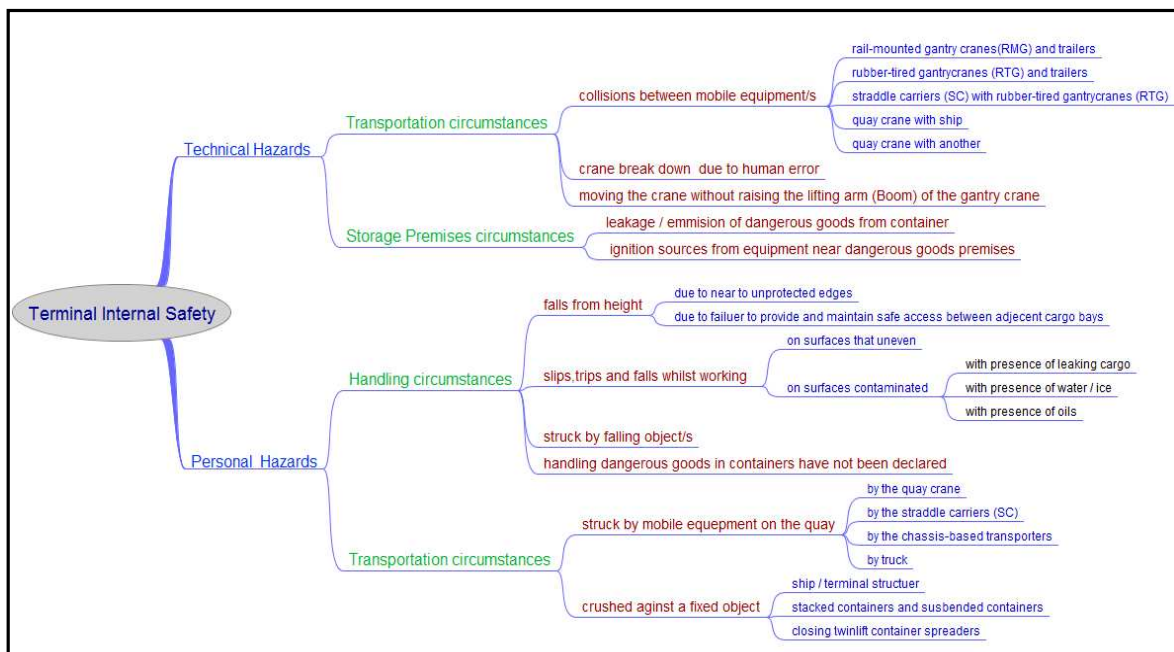 Terminal Internal Safety
Technical Hazards
Transportation circumstances
collisions between mobile equipment/s
rail-mounted gantry cranes(RMG) and trailers
rubber-tired gantrycranes (RTG) and trailers
straddle carriers (SC) with rubber-tired gantrycranes (RTG)
quay crane with ship
quay crane with another
crane break down due to human error
moving the crane without raising the lifting arm (Boom) of the gantry crane
Storage Premises circumstances
leakage / emmision of dangerous goods from container
ignition sources from equipment near dangerous goods premises
Personal Hazards
Handling circumstances
falls from height
due to near to unprotected edges
due to failuer to provide and maintain safe access between adjecent cargo bays
slips,trips and falls whilst working
on surfaces that uneven
on surfaces contaminated
with presence of leaking cargo
with presence of water / ice
with presence of oils
struck by falling object/s
handling dangerous goods in containers have not been declared
Transportation circumstances
struck by mobile equepment on the quay
by the quay crane
by the straddle carriers (SC)
by the chassis-based transporters
by truck
crushed aginst a fixed object
ship / terminal structuer
stacked containers and susbended containers
closing twinlift container spreaders